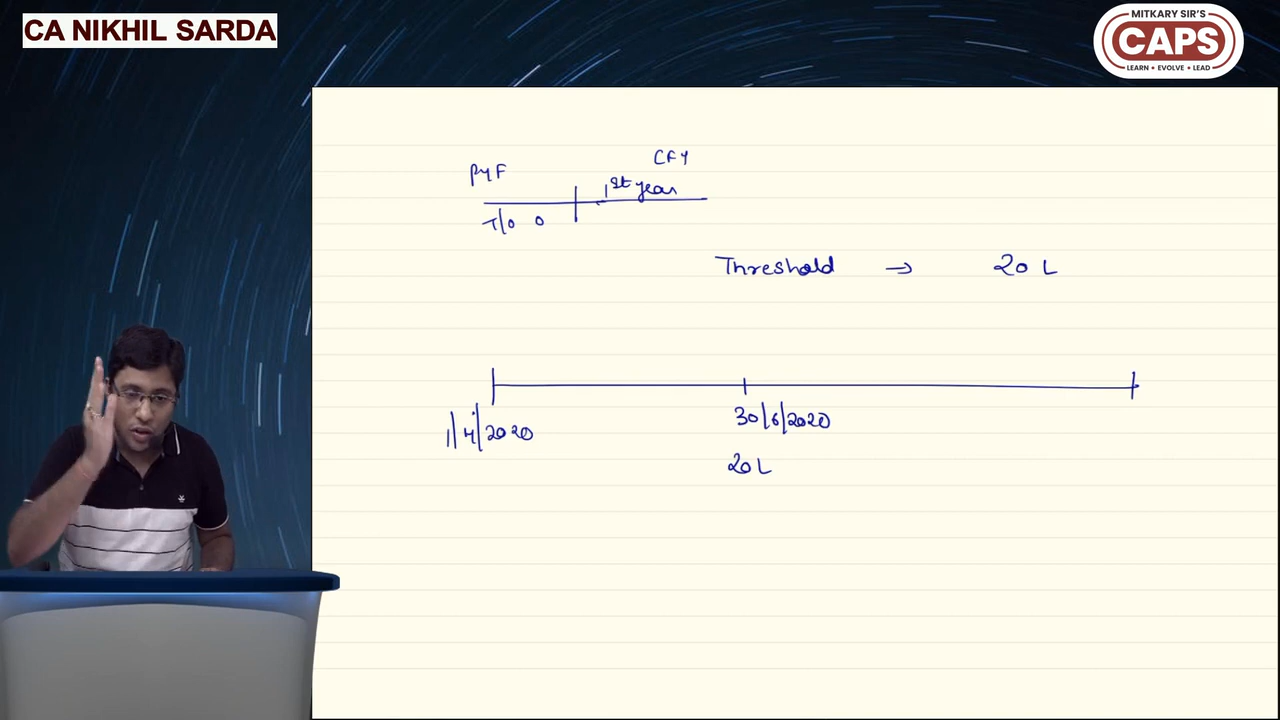 CA NIKHIL SARDA
MITKARY SIR'S
CAPS
LEARN • EVOLVE • LEAD
PYF
CFY
1st year
T/O 0
Threshold → 20 L
1/4/2020
30/6/2020
20L